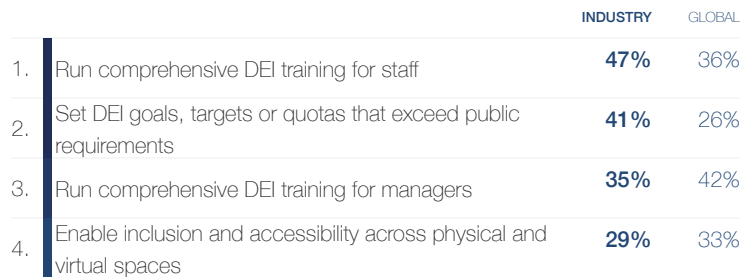 INDUSTRY GLOBAL
1. Run comprehensive DEI training for staff 47% 36%
2. Set DEI goals, targets or quotas that exceed public
requirements 41% 26%
3. Run comprehensive DEI training for managers 35% 42%
4. Enable inclusion and accessibility across physical and
virtual spaces 29% 33%